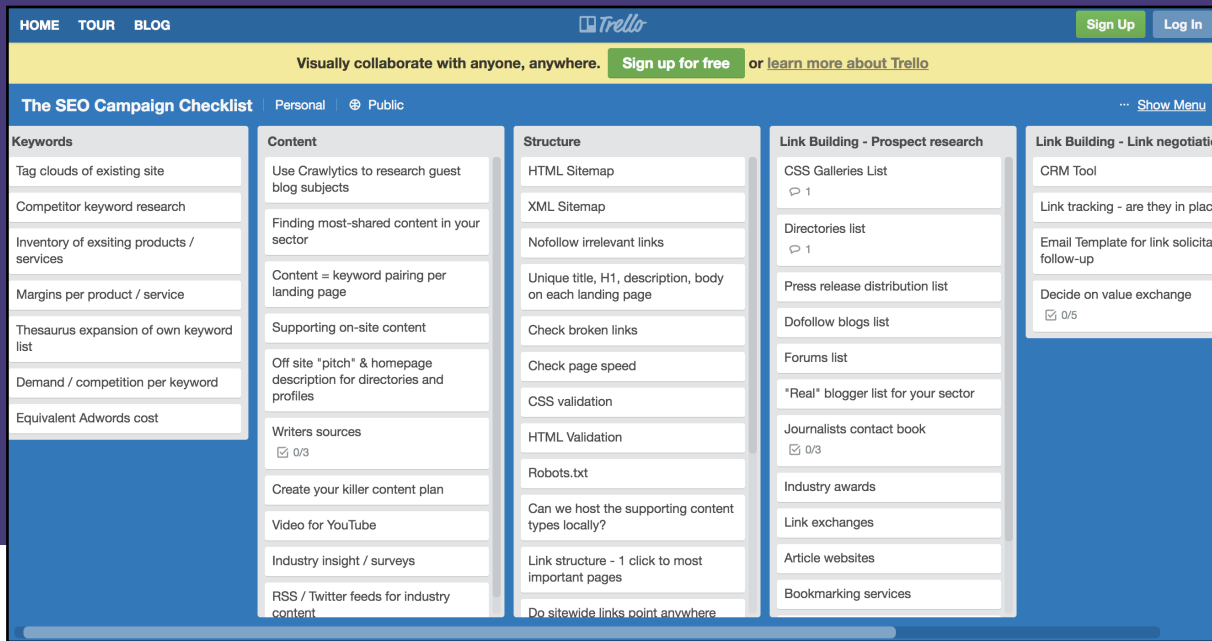 HOME TOUR BLOG
Trello
Sign Up Log In
Visually collaborate with anyone, anywhere. Sign up for free or learn more about Trello
The SEO Campaign Checklist Personal Public
... Show Menu
Keywords
Tag clouds of existing site
Competitor keyword research
Inventory of exsiting products /
services
Margins per product / service
Thesaurus expansion of own keyword
list
Demand / competition per keyword
Equivalent Adwords cost
Content
Use Crawlytics to research guest
blog subjects
Finding most-shared content in your
sector
Content = keyword pairing per
landing page
Supporting on-site content
Off site "pitch" & homepage
description for directories and
profiles
Writers sources
0/3
Create your killer content plan
Video for YouTube
Industry insight / surveys
RSS / Twitter feeds for industry
content
Structure
HTML Sitemap
XML Sitemap
Nofollow irrelevant links
Unique title, H1, description, body
on each landing page
Check broken links
Check page speed
CSS validation
HTML Validation
Robots.txt
Can we host the supporting content
types locally?
Link structure - 1 click to most
important pages
Do sitewide links point anywhere
Link Building - Prospect research
CSS Galleries List
1
Directories list
1
Press release distribution list
Dofollow blogs list
Forums list
"Real" blogger list for your sector
Journalists contact book
0/3
Industry awards
Link exchanges
Article websites
Bookmarking services
Link Building - Link negotiati
CRM Tool
Link tracking - are they in plac
Email Template for link solicita
follow-up
Decide on value exchange
0/5